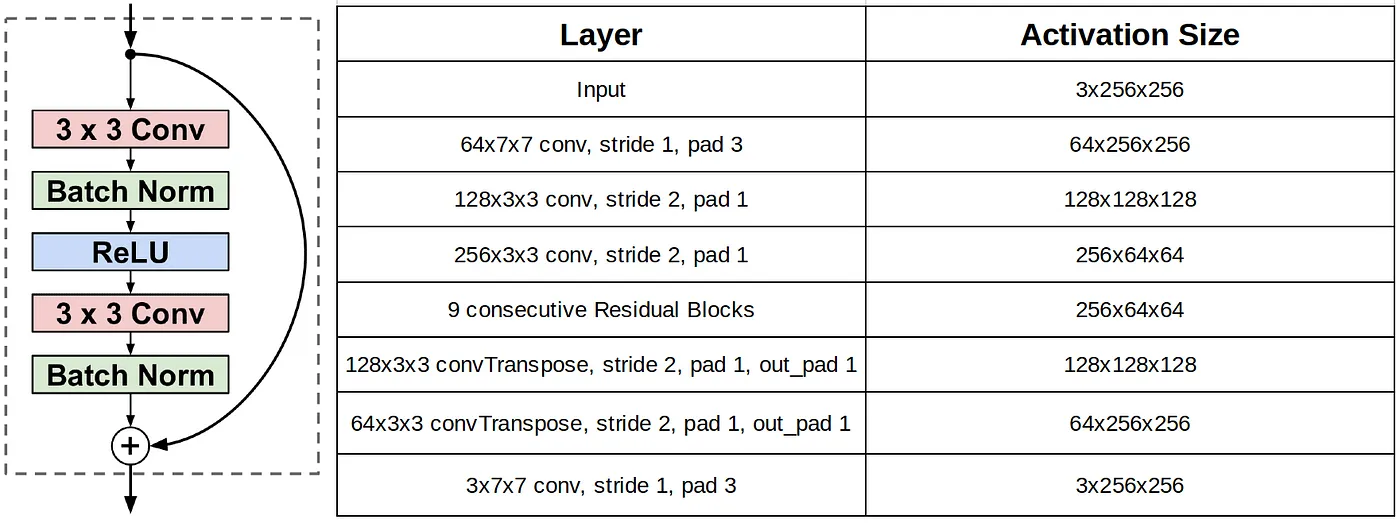 3 x 3 Conv
Batch Norm
ReLU
3 x 3 Conv
Batch Norm
+
Layer Activation Size
Input 3x256x256
64x7x7 conv, stride 1, pad 3 64x256x256
128x3x3 conv, stride 2, pad 1 128x128x128
256x3x3 conv, stride 2, pad 1 256x64x64
9 consecutive Residual Blocks 256x64x64
128x3x3 convTranspose, stride 2, pad 1, out_pad 1 128x128x128
64x3x3 convTranspose, stride 2, pad 1, out_pad 1 64x256x256
3x7x7 conv, stride 1, pad 3 3x256x256